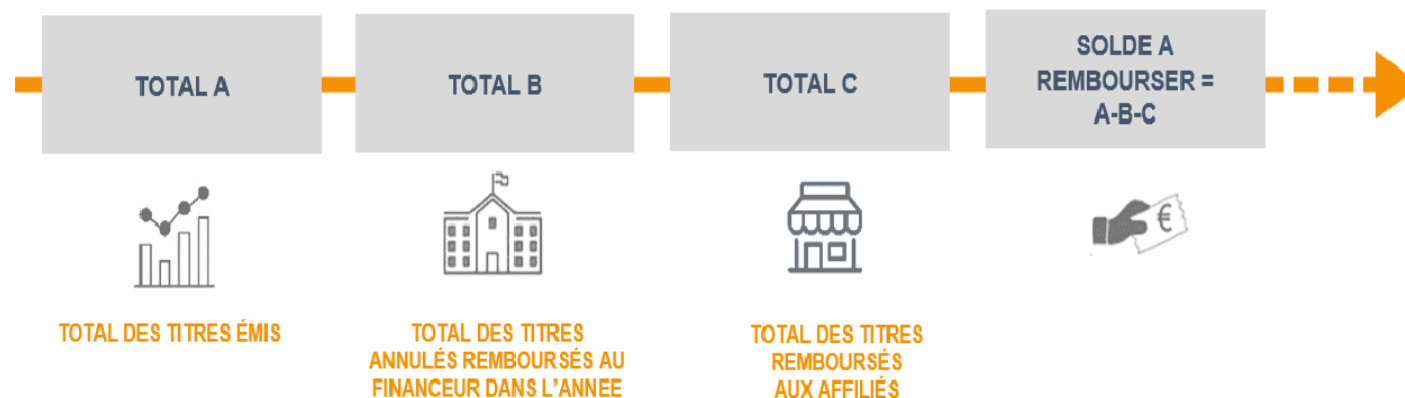 TOTAL A
TOTAL B
TOTAL C
SOLDE A
REMBOURSER =
A-B-C
€
TOTAL DES TITRES ÉMIS
TOTAL DES TITRES
ANNULÉS REMBOURSÉS AU
FINANCEUR DANS L'ANNEE
TOTAL DES TITRES
REMBOURSÉS
AUX AFFILIÉS